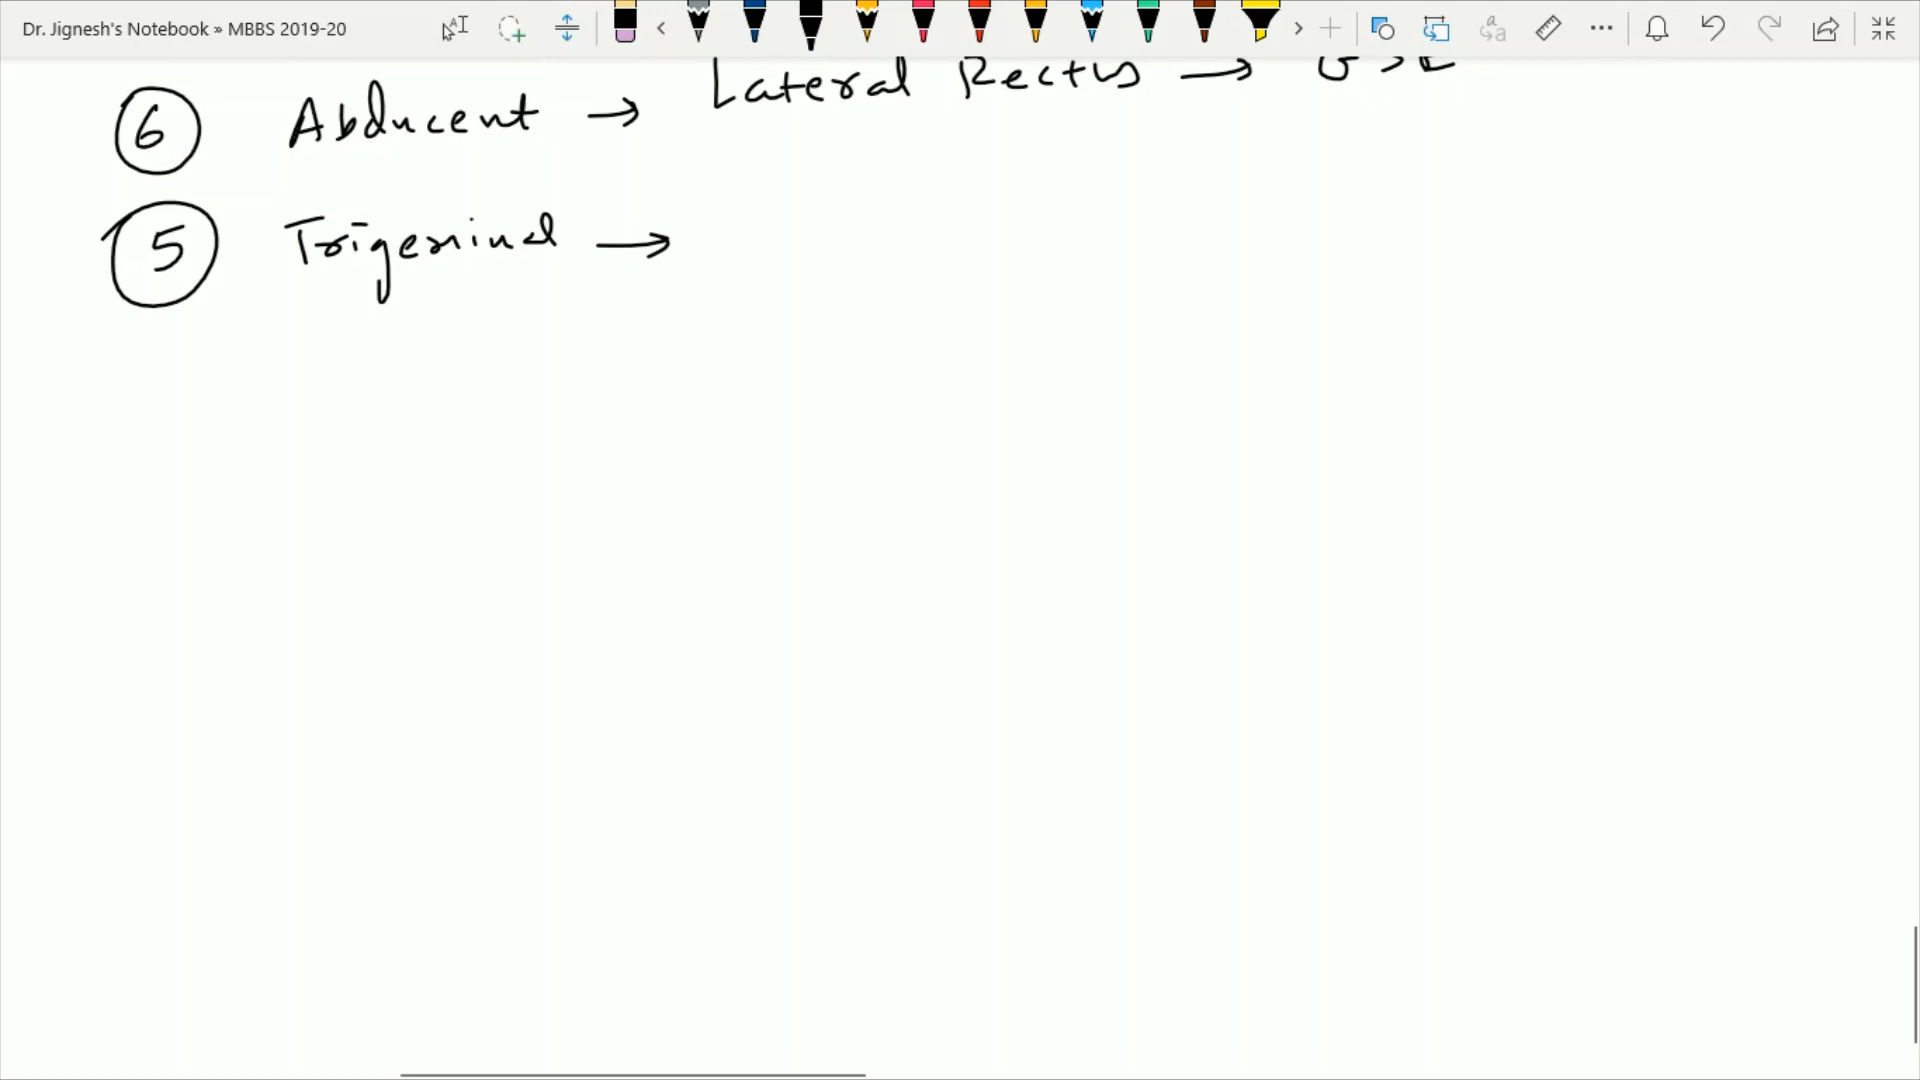 Dr. Jignesh's Notebook » MBBS 2019-20
6 Abducent → Lateral Rectus →
5 Trigeminal →